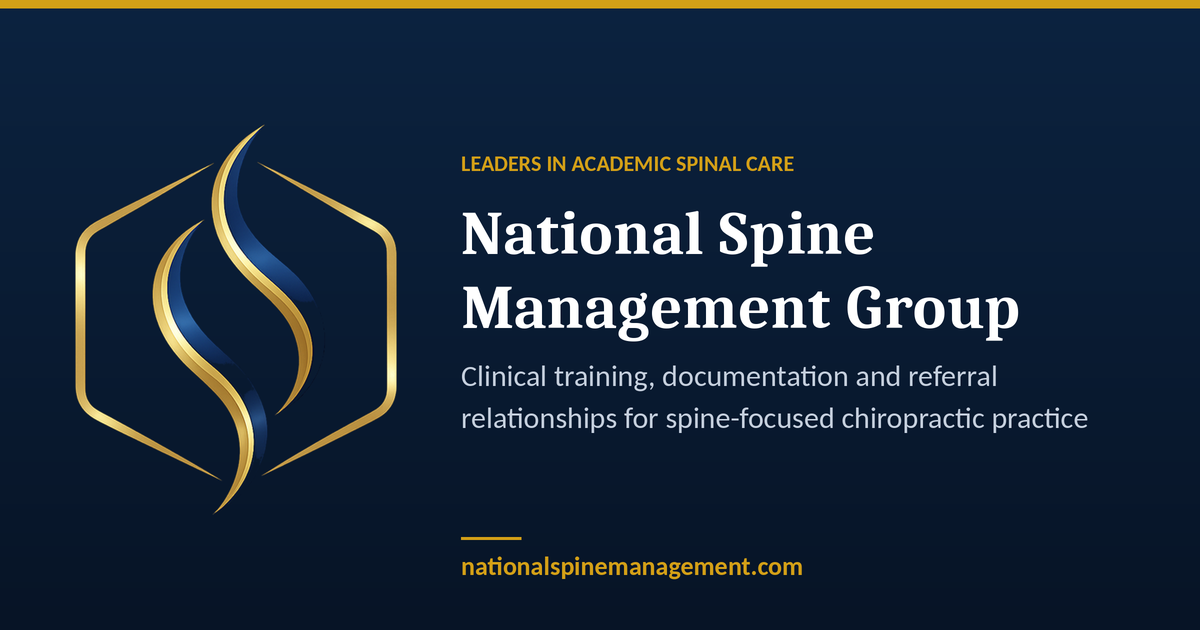 LEADERS IN ACADEMIC SPINAL CARE
National Spine
Management Group
Clinical training, documentation and referral
relationships for spine-focused chiropractic practice
nationalspinemanagement.com